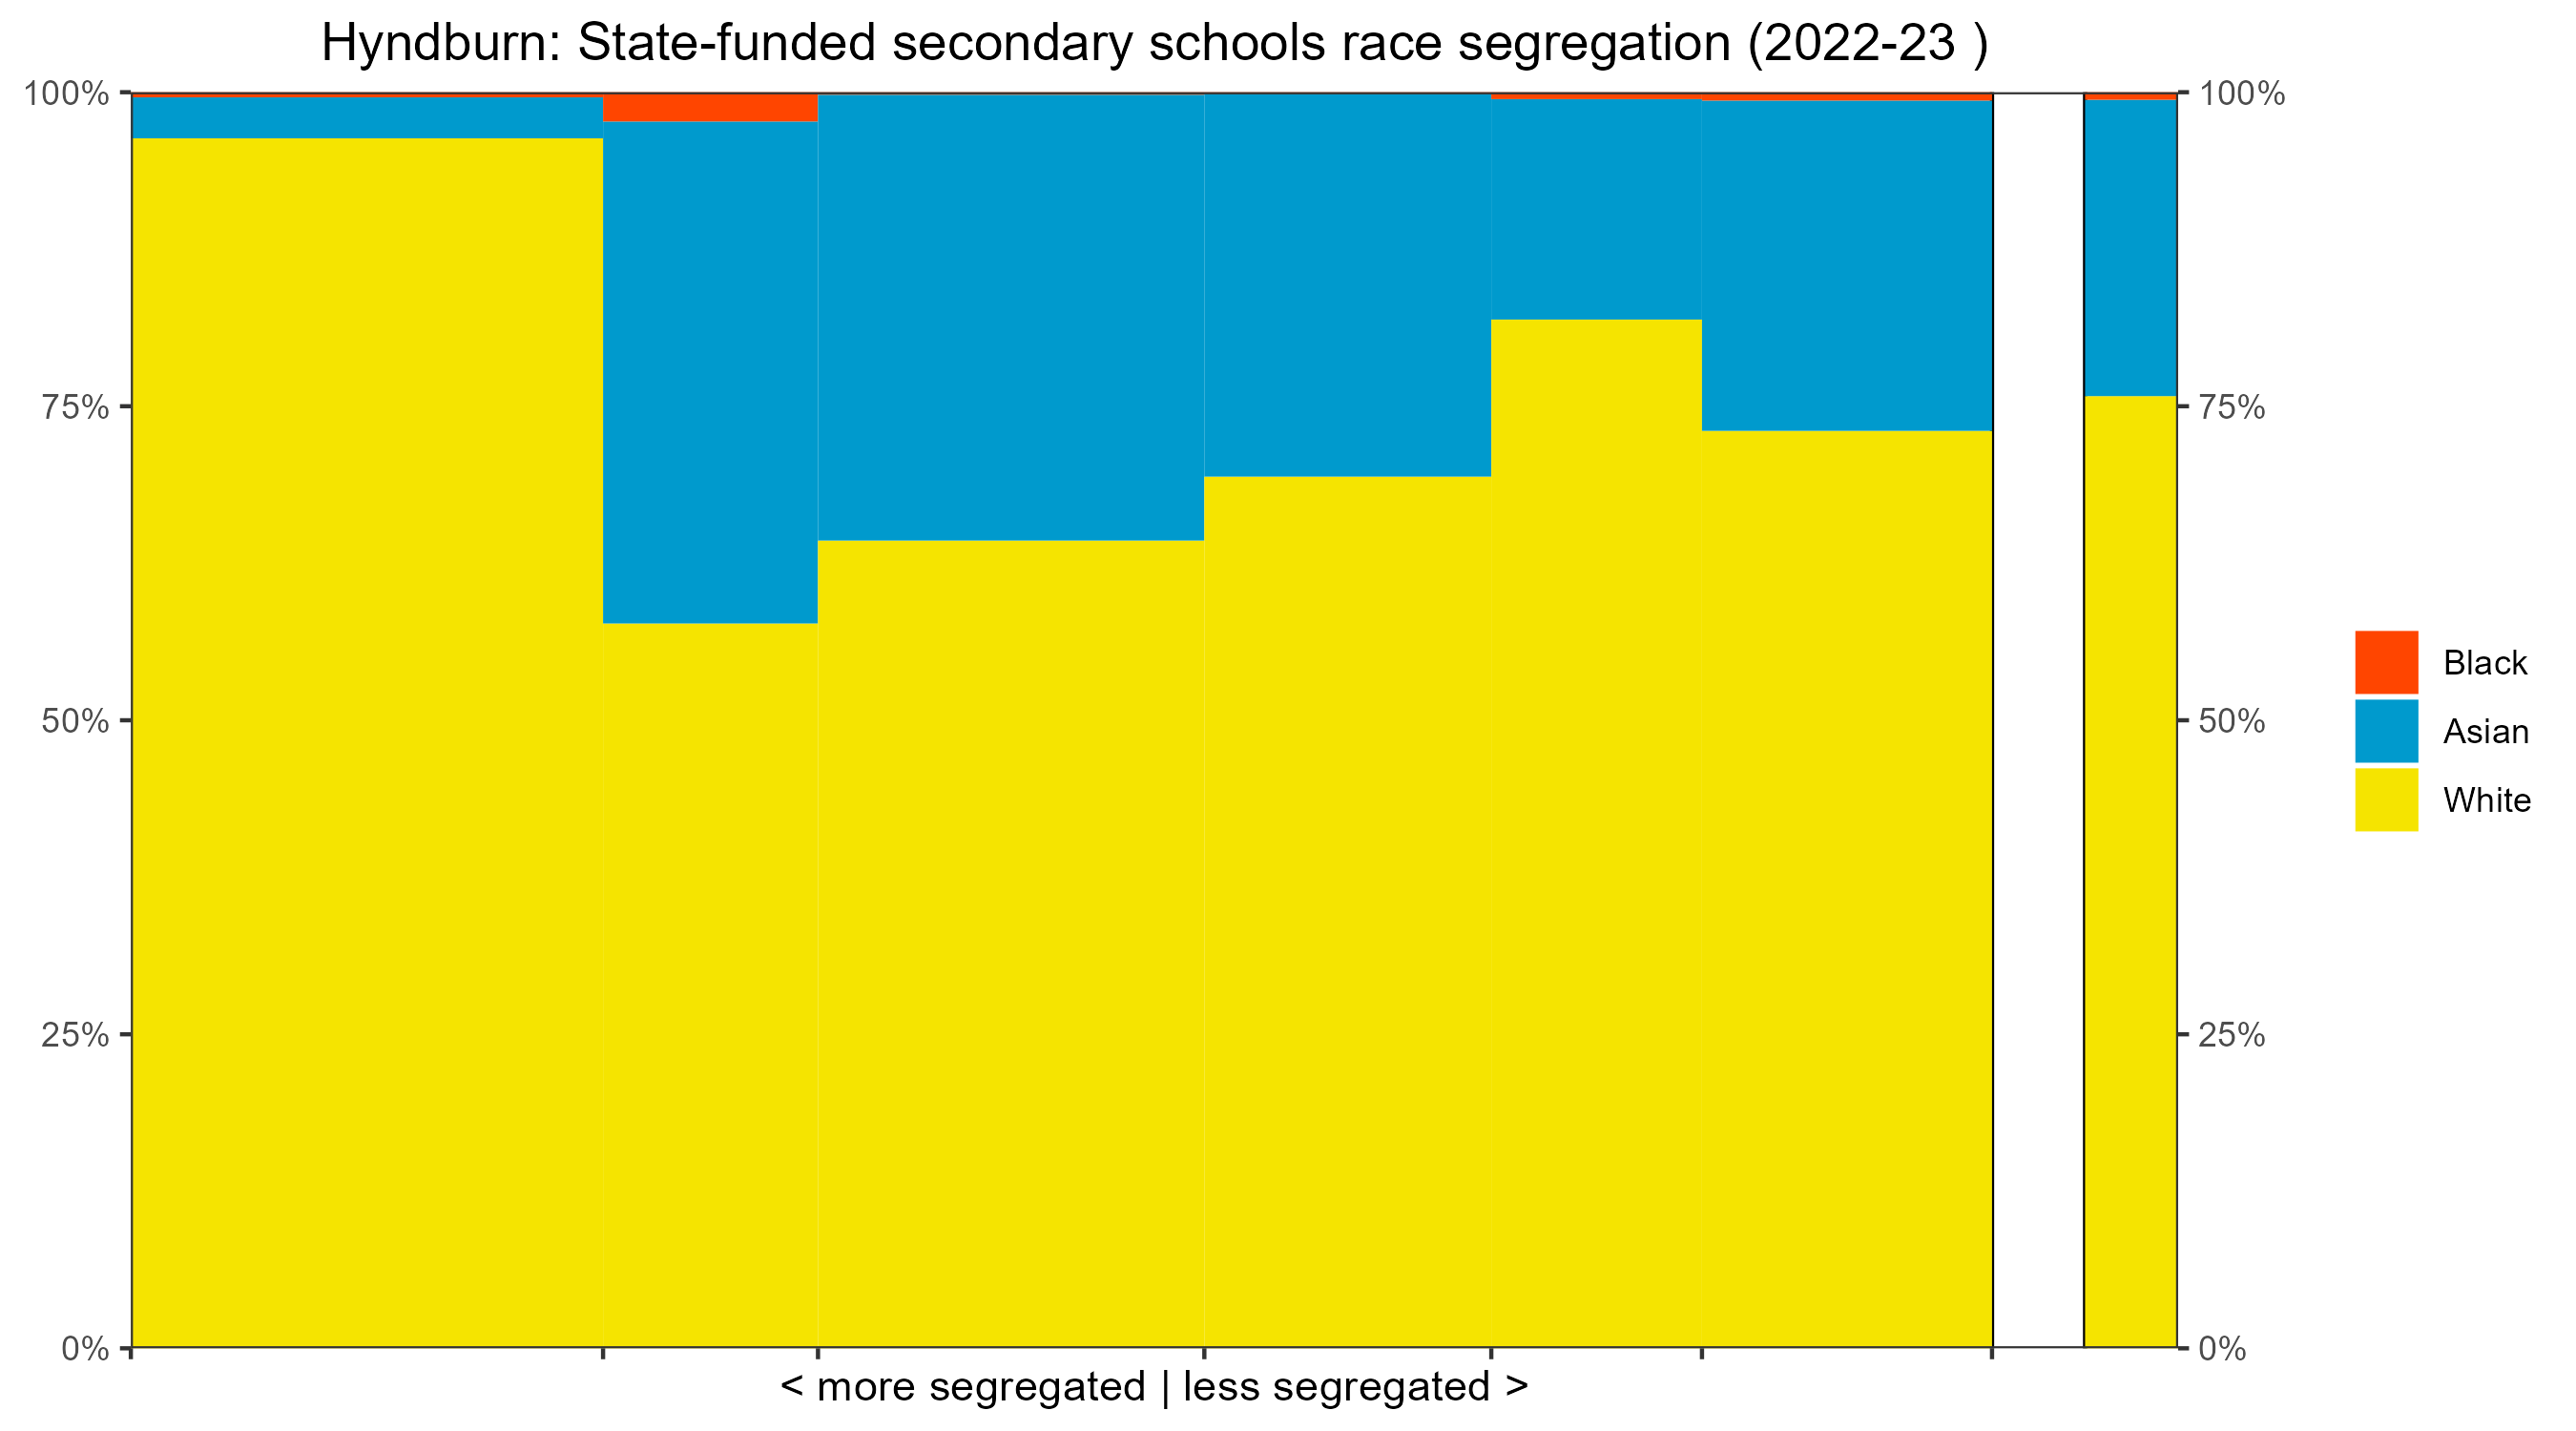 Hyndburn: State-funded secondary schools race segregation (2022-23 )
100%
75%
50%
25%
0%
100%
75%
50%
25%
0%
Black
Asian
White
< more segregated | less segregated >